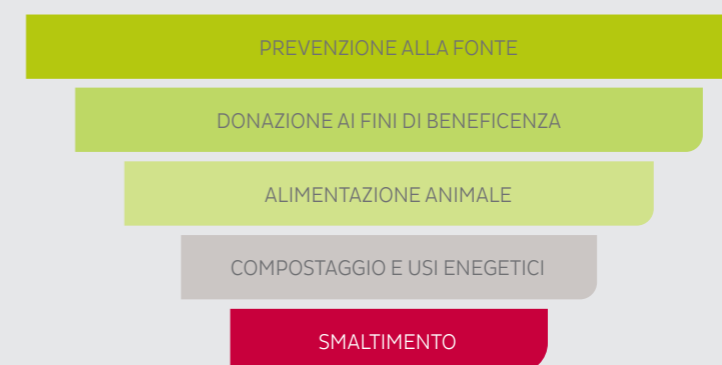 PREVENZIONE ALLA FONTE
DONAZIONE AI FINI DI BENEFICENZA
ALIMENTAZIONE ANIMALE
COMPOSTAGGIO E USI ENEGETICI
SMALTIMENTO